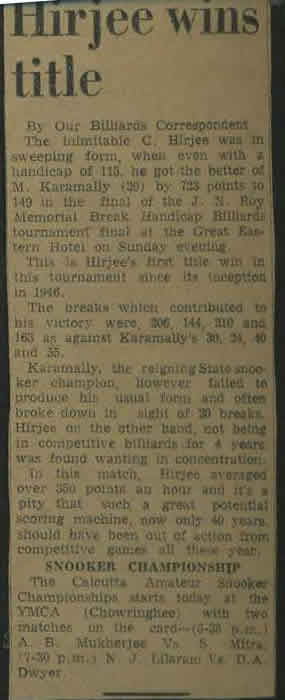 Hirjee wins
title
By Our Billiards Correspondent
The inimitable C. Hirjee was in
sweeping form, when even with a
handicap of 115, he got the better of
M. Karamally (20) by 723 points to
149 in the final of the J. N. Roy
Memorial Break Handicap Billiards
tournament final at the Great Eas-
tern Hotel on Sunday evening.
This is Hirjee's first title win in
this tournament since its inception
in 1946.
The breaks which contributed to
his victory were, 206, 144, 210 and
163 as against Karamally's 30, 24, 40
and 35.
Karamally, the reigning State snoo-
ker champion, however failed to
produce his usual form and often
broke down in sight of 20 breaks.
Hirjee on the other hand, not being
in competitive billiards for 4 years
was found wanting in concentration.
In this match, Hirjee averaged
over 350 points an hour and it's a
pity that such a great potential
scoring machine, now only 40 years
should have been out of action from
competitive games all these year.
SNOOKER CHAMPIONSHIP
The Calcutta Amateur Snooker
Championships starts today at the
YMCA (Chowringhee) with two
matches on the card—(5-35 p.m.)
A. B. Mukherjee Vs. S. Mitra,
(7-30 p.m.) N. J. Lilaram Vs. D.A.
Dwyer.